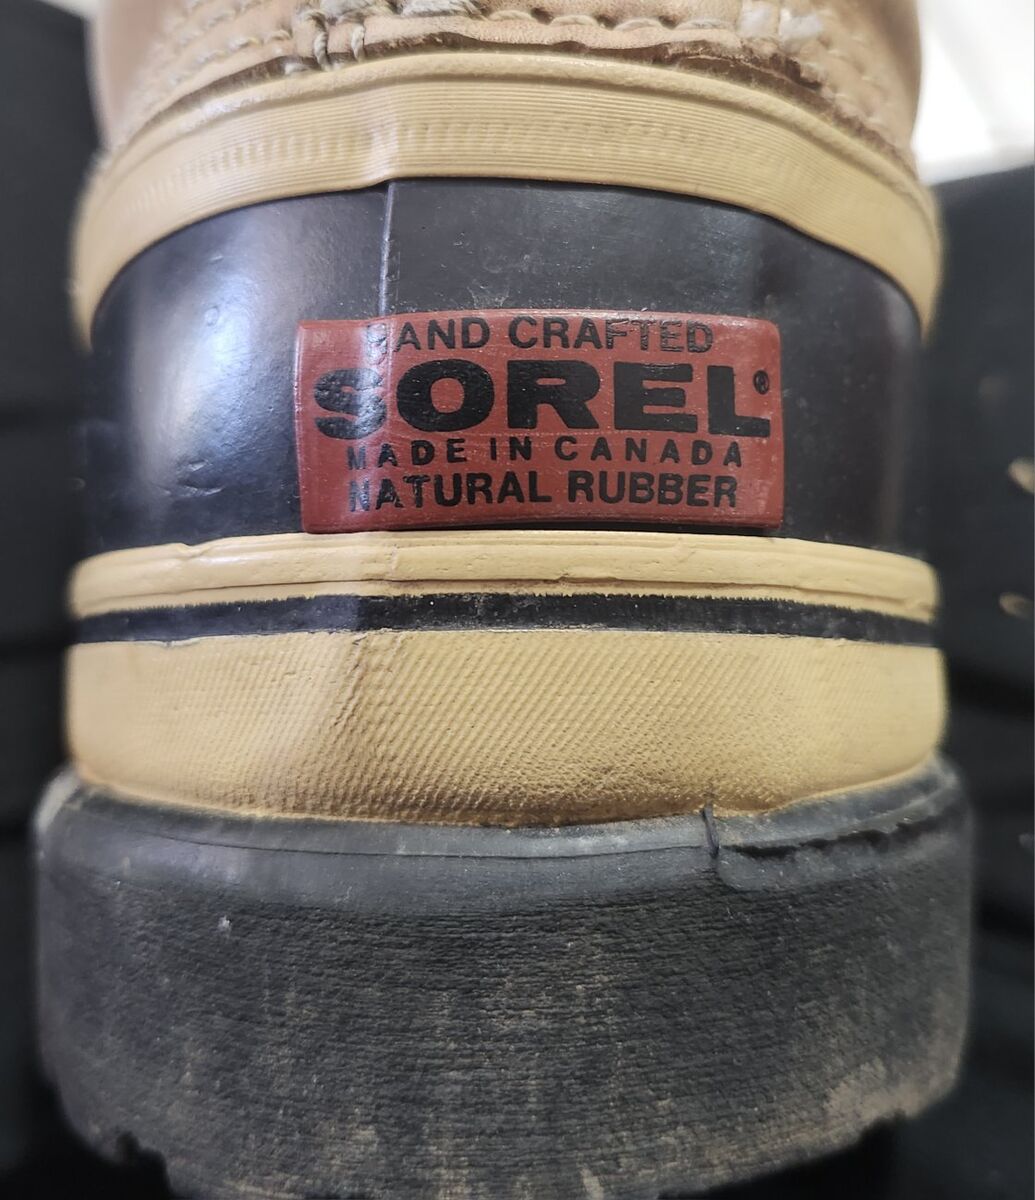 HAND CRAFTED
SOREL®
MADE IN CANADA
NATURAL RUBBER